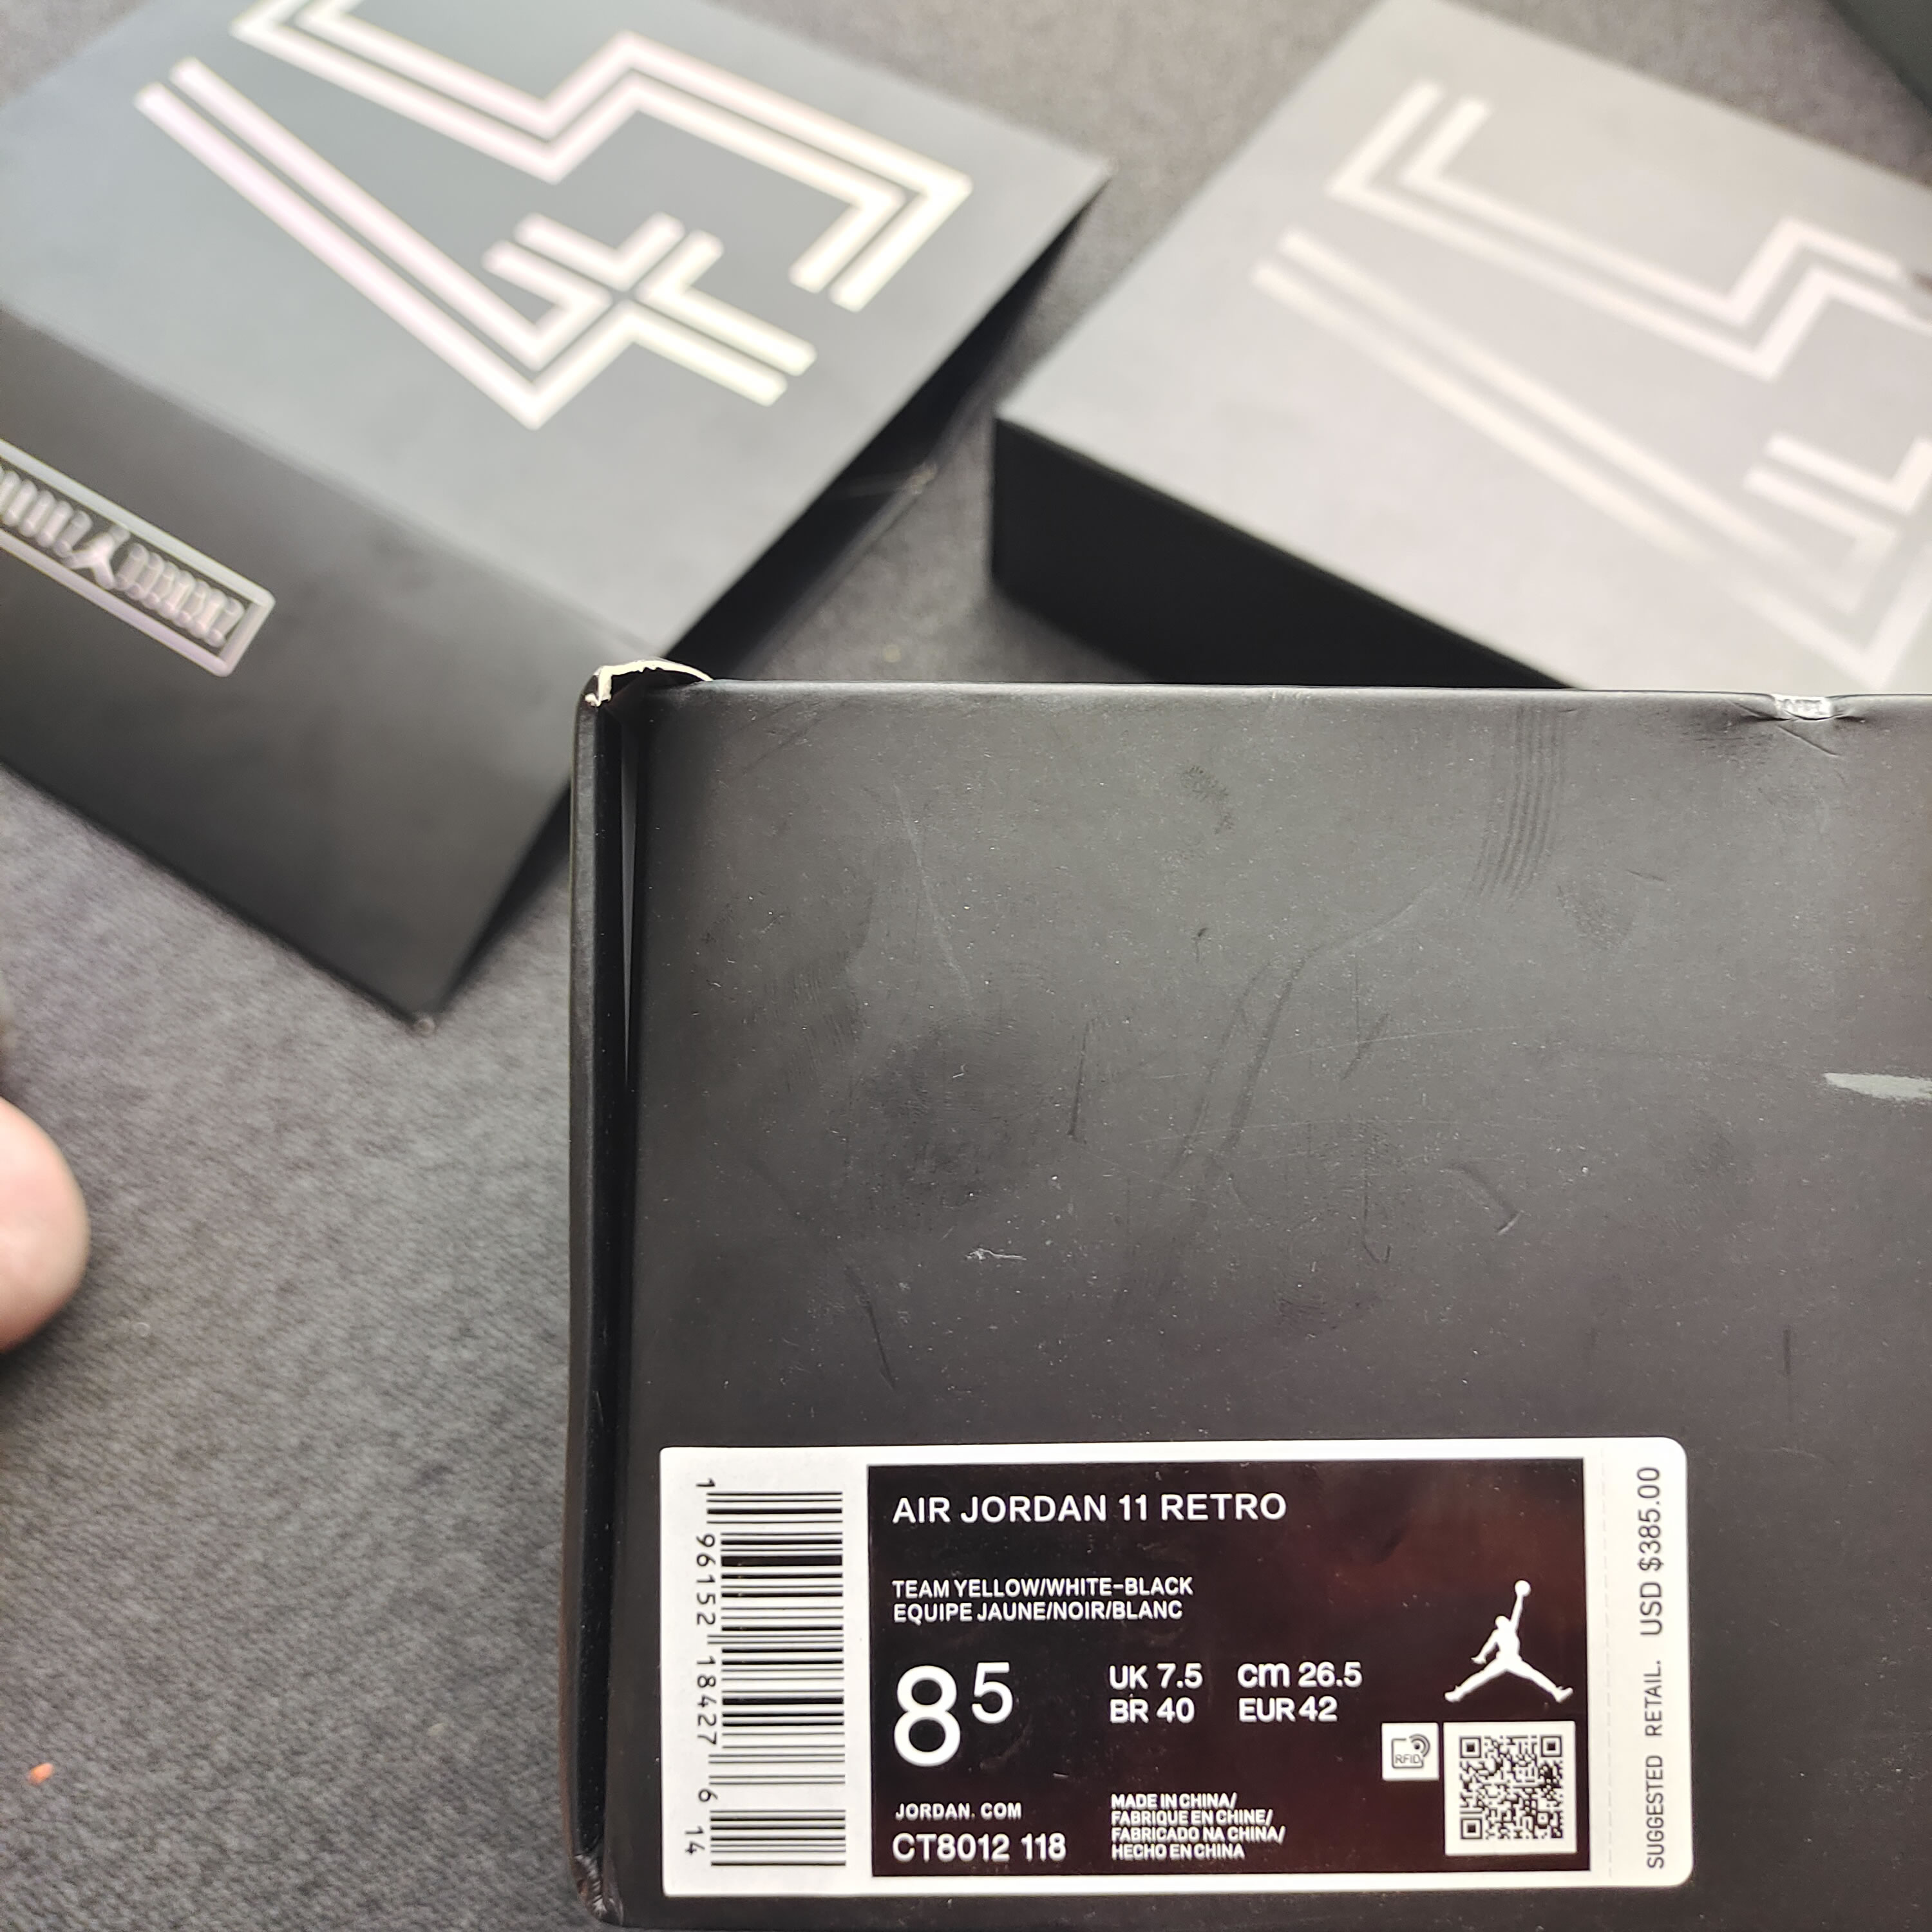 45
AIR JORDAN 11 RETRO
TEAM YELLOW/WHITE-BLACK
EQUIPE JAUNE/NOIR/BLANC
8 5
UK 7.5 cm 26.5
BR 40 EUR 42
JORDAN. COM
CT8012 118
MADE IN CHINA/
FABRIQUE EN CHINE/
FABRICADO NA CHINA/
HECHO EN CHINA
RFID
1 96152 18427 6 14
SUGGESTED RETAIL. USD $385.00